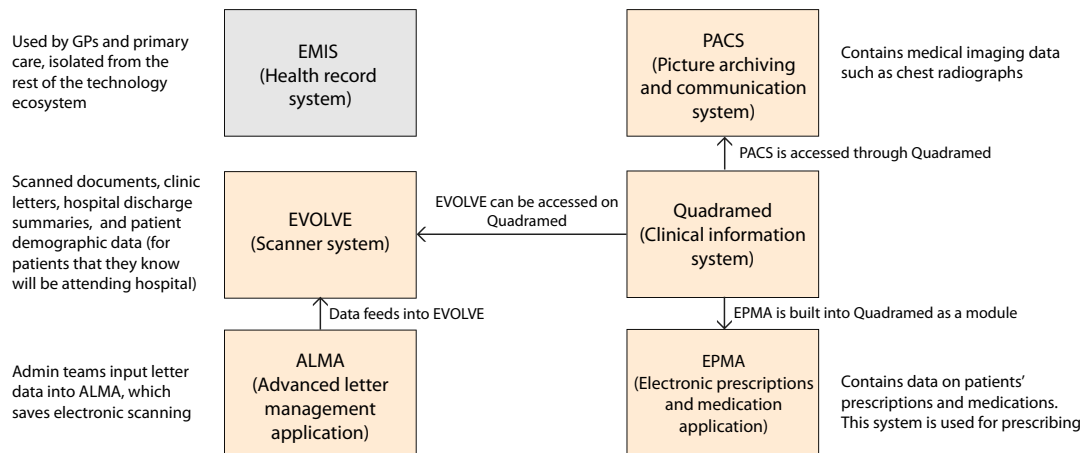 Used by GPs and primary
care, isolated from the
rest of the technology
ecosystem
EMIS
(Health record
system)
PACS
(Picture archiving
and communication
system)
Contains medical imaging data
such as chest radiographs
PACS is accessed through Quadramed
Scanned documents, clinic
letters, hospital discharge
summaries, and patient
demographic data (for
patients that they know
will be attending hospital)
EVOLVE
(Scanner system)
EVOLVE can be accessed on
Quadramed
Quadramed
(Clinical information
system)
Data feeds into EVOLVE
EPMA is built into Quadramed as a module
Admin teams input letter
data into ALMA, which
saves electronic scanning
ALMA
(Advanced letter
management
application)
EPMA
(Electronic prescriptions
and medication
application)
Contains data on patients’
prescriptions and medications.
This system is used for prescribing